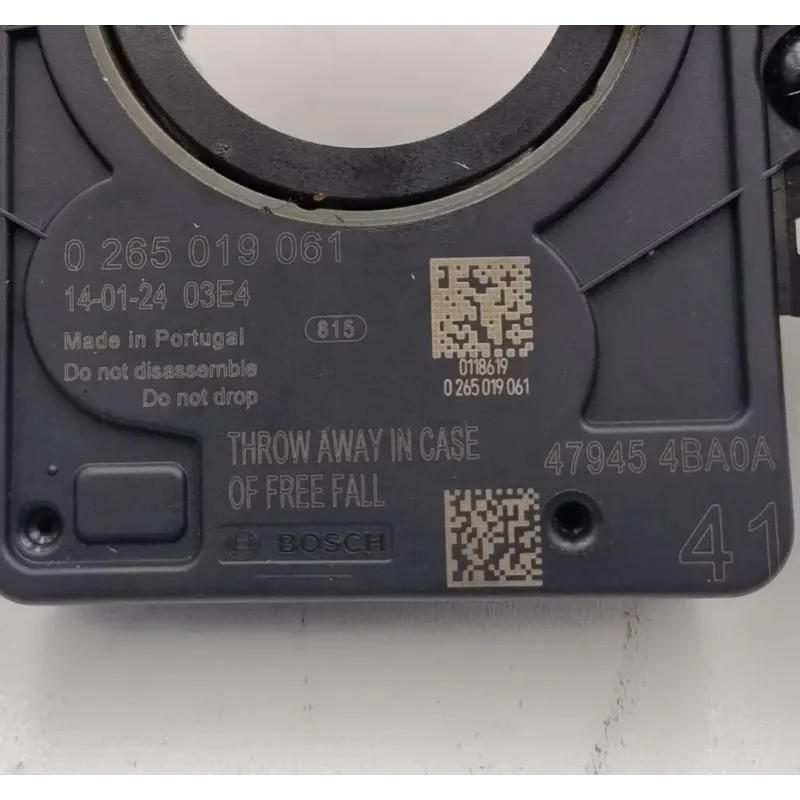 0 265 019 061
14-01-24 03E4
Made in Portugal
815
Do not disassemble
Do not drop
0118619
0 265 019 061
THROW AWAY IN CASE
OF FREE FALL
47945 4BA0A
BOSCH
41